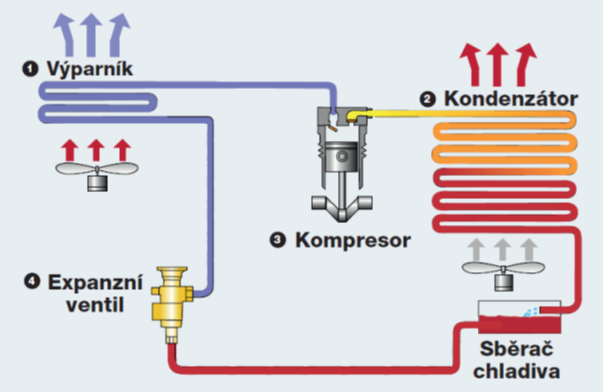 ❶ Výparník
❷ Kondenzátor
❸ Kompresor
❹ Expanzní
ventil
Sběrač
chladiva